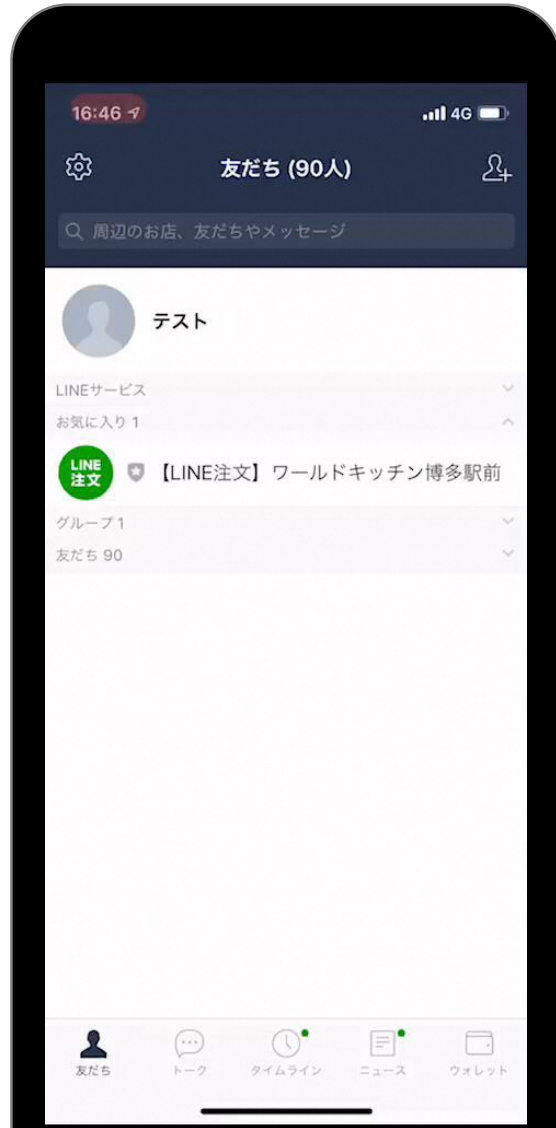 16:46
4G
友だち (90人)
周辺のお店、友だちやメッセージ
テスト
LINEサービス
お気に入り 1
LINE
注文
【LINE注文】ワールドキッチン博多駅前
グループ 1
友だち 90
友だち
トーク
タイムライン
ニュース
ウォレット